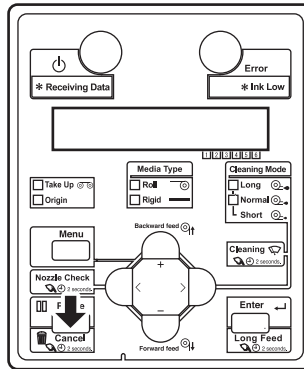 Error
* Receiving Data
* Ink Low
1 2 3 4 5 6
Media Type
Cleaning Mode
Take Up
Roll
Long
Origin
Rigid
Normal
Short
Menu
Backward feed
Cleaning
2 seconds.
Nozzle Check
2 seconds.
+
< >
−
Enter
Cancel
2 seconds.
Forward feed
Long Feed
2 seconds.